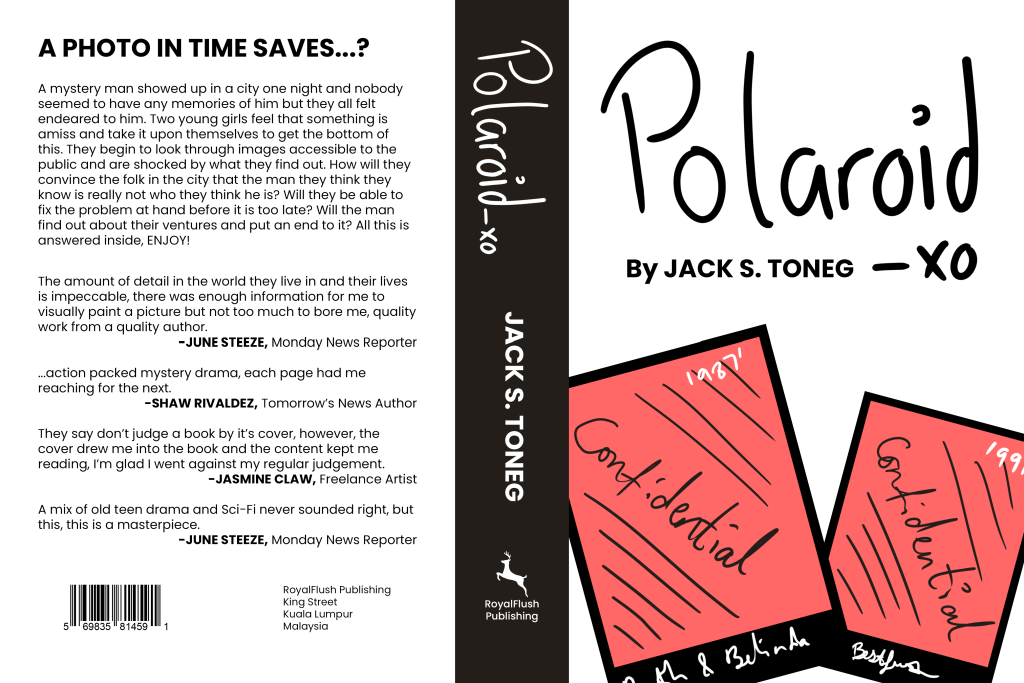 A PHOTO IN TIME SAVES...?
A mystery man showed up in a city one night and nobody
seemed to have any memories of him but they all felt
endeared to him. Two young girls feel that something is
amiss and take it upon themselves to get the bottom of
this. They begin to look through images accessible to the
public and are shocked by what they find out. How will they
convince the folk in the city that the man they think they
know is really not who they think he is? Will they be able to
fix the problem at hand before it is too late? Will the man
find out about their ventures and put an end to it? All this is
answered inside, ENJOY!
The amount of detail in the world they live in and their lives
is impeccable, there was enough information for me to
visually paint a picture but not too much to bore me, quality
work from a quality author.
-JUNE STEEZE, Monday News Reporter
...action packed mystery drama, each page had me
reaching for the next.
-SHAW RIVALDEZ, Tomorrow's News Author
They say don't judge a book by it's cover, however, the
cover drew me into the book and the content kept me
reading, I'm glad I went against my regular judgement.
-JASMINE CLAW, Freelance Artist
A mix of old teen drama and Sci-Fi never sounded right, but
this, this is a masterpiece.
-JUNE STEEZE, Monday News Reporter
5 69835 81459 1
RoyalFlush Publishing
King Street
Kuala Lumpur
Malaysia
Polaroid-xo
JACK S. TONEG
RoyalFlush
Publishing
Polaroid
By JACK S. TONEG -XO
1987'
Confidential
& Belinda
199
Confidential